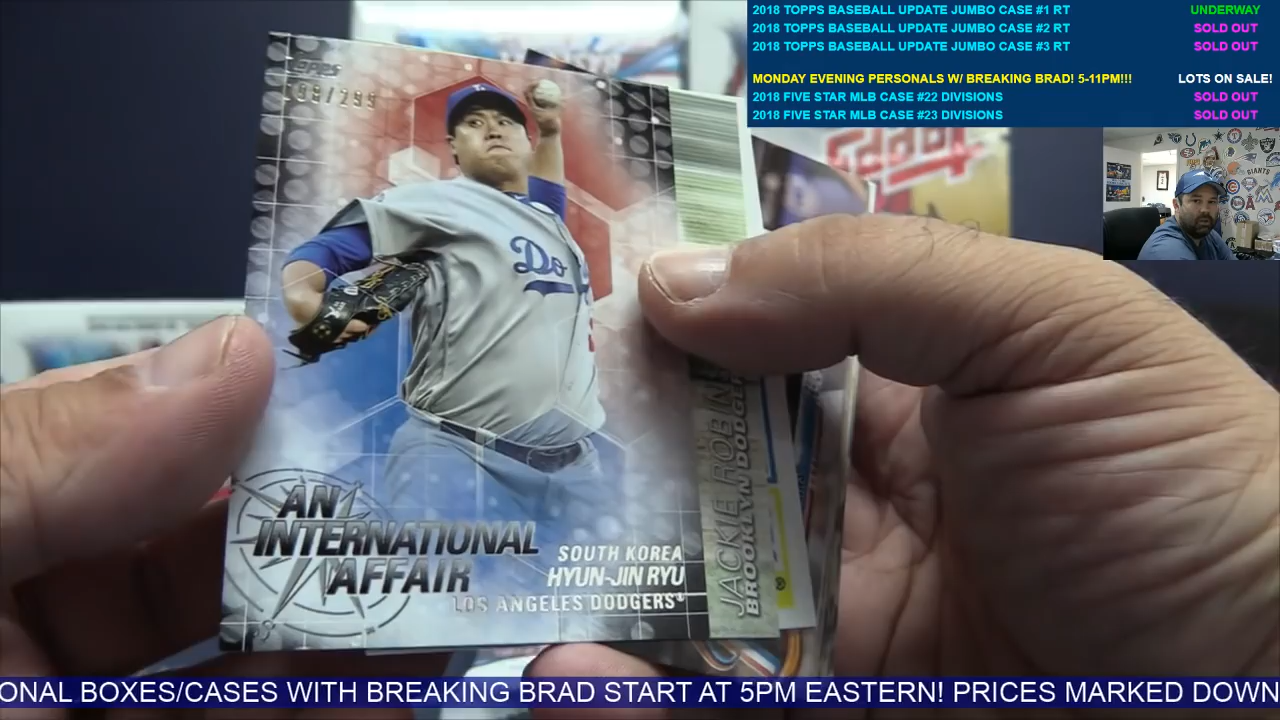 2018 TOPPS BASEBALL UPDATE JUMBO CASE #1 RT UNDERWAY
2018 TOPPS BASEBALL UPDATE JUMBO CASE #2 RT SOLD OUT
2018 TOPPS BASEBALL UPDATE JUMBO CASE #3 RT SOLD OUT
MONDAY EVENING PERSONALS W/ BREAKING BRAD! 5-11PM!!! LOTS ON SALE!
2018 FIVE STAR MLB CASE #22 DIVISIONS SOLD OUT
2018 FIVE STAR MLB CASE #23 DIVISIONS SOLD OUT
TOPPS
/299
topps
GIANTS
Do
AN
INTERNATIONAL
AFFAIR
SOUTH KOREA
HYUN-JIN RYU
LOS ANGELES DODGERS®
JACKIE
BROOKLYN
ONAL BOXES/CASES WITH BREAKING BRAD START AT 5PM EASTERN! PRICES MARKED DOWN